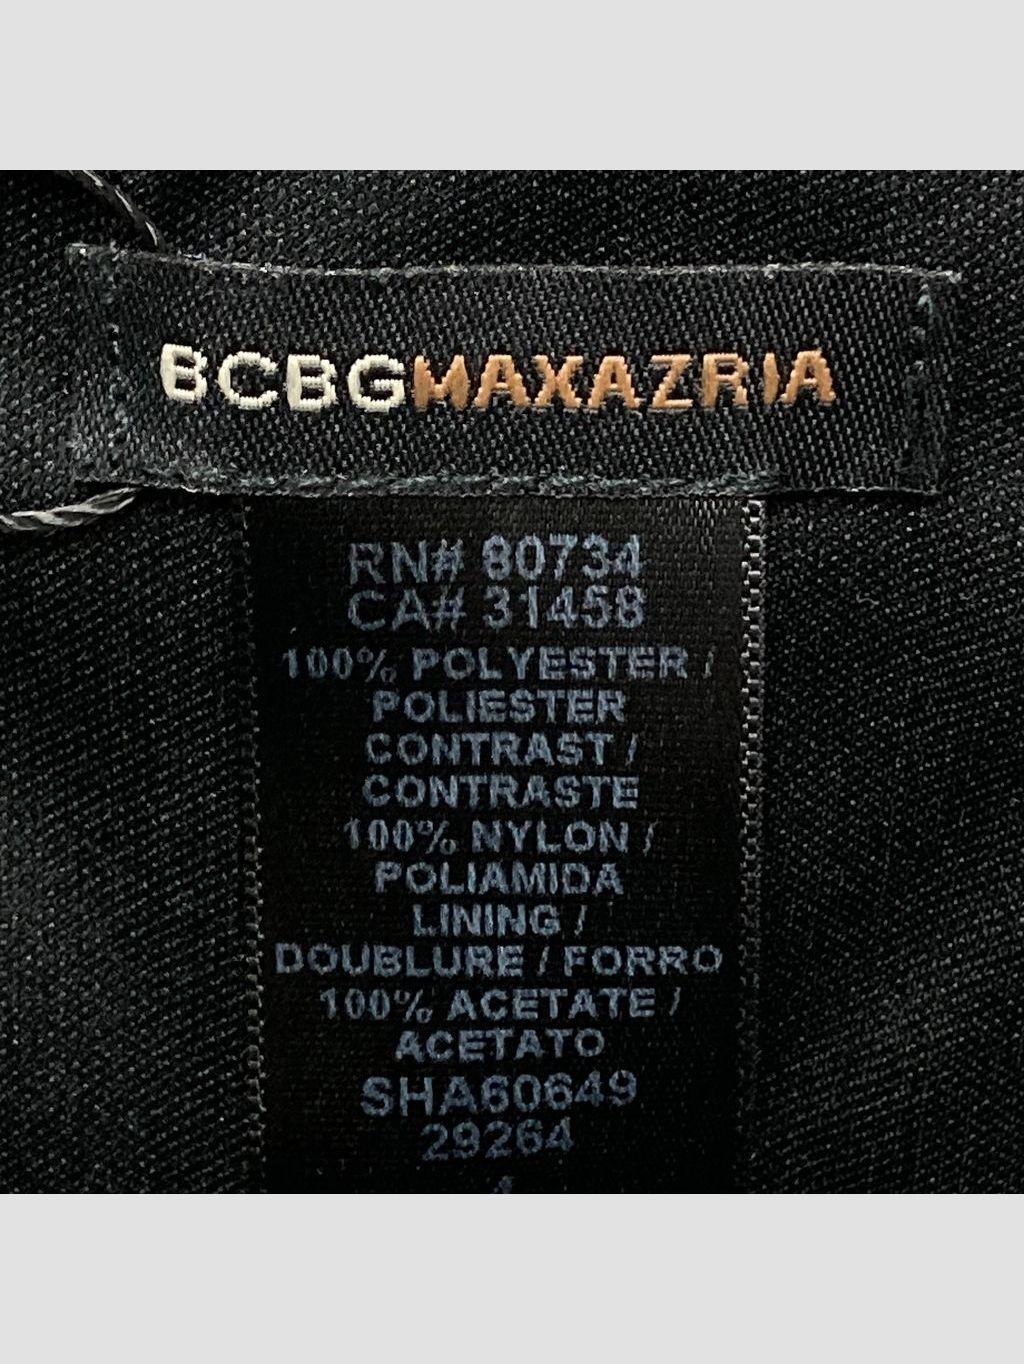 BCBGMAXAZRIA
RN# 80734
CA# 31458
100% POLYESTER /
POLIESTER
CONTRAST /
CONTRASTE
100% NYLON /
POLIAMIDA
LINING /
DOUBLURE / FORRO
100% ACETATE /
ACETATO
SHA60649
29264